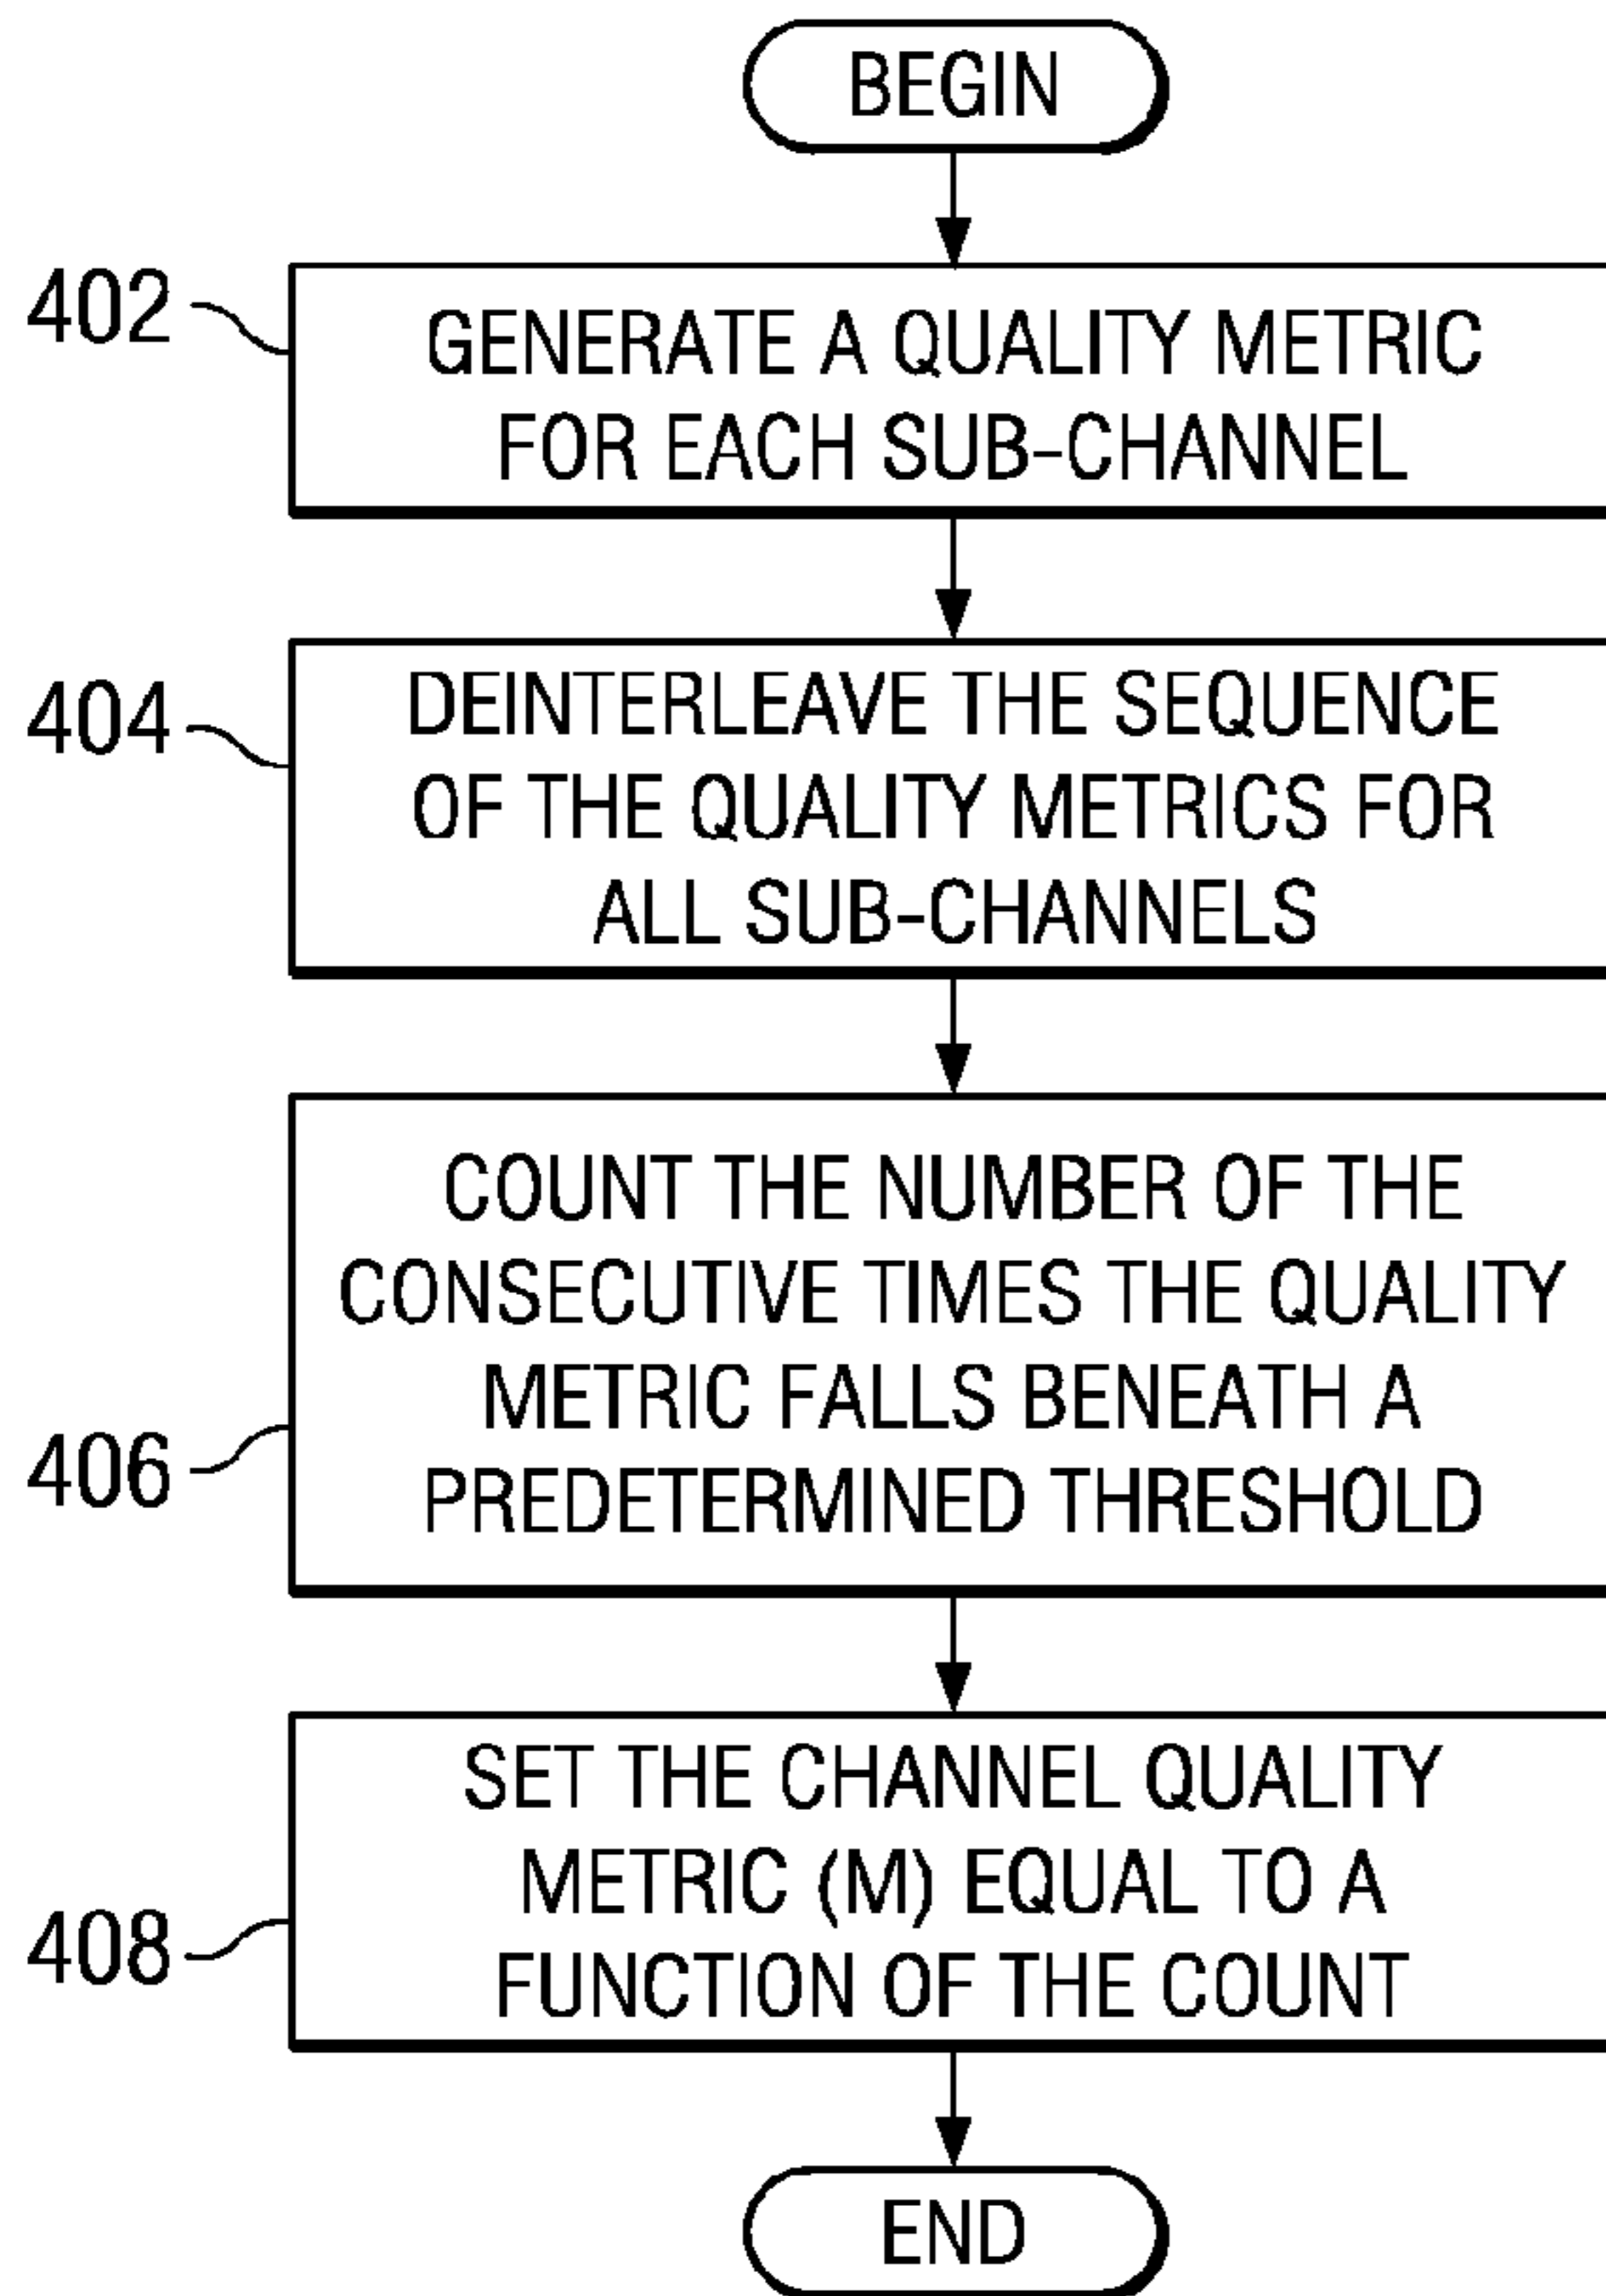 BEGIN
402
GENERATE A QUALITY METRIC
FOR EACH SUB-CHANNEL
404
DEINTERLEAVE THE SEQUENCE
OF THE QUALITY METRICS FOR
ALL SUB-CHANNELS
406
COUNT THE NUMBER OF THE
CONSECUTIVE TIMES THE QUALITY
METRIC FALLS BENEATH A
PREDETERMINED THRESHOLD
408
SET THE CHANNEL QUALITY
METRIC (M) EQUAL TO A
FUNCTION OF THE COUNT
END